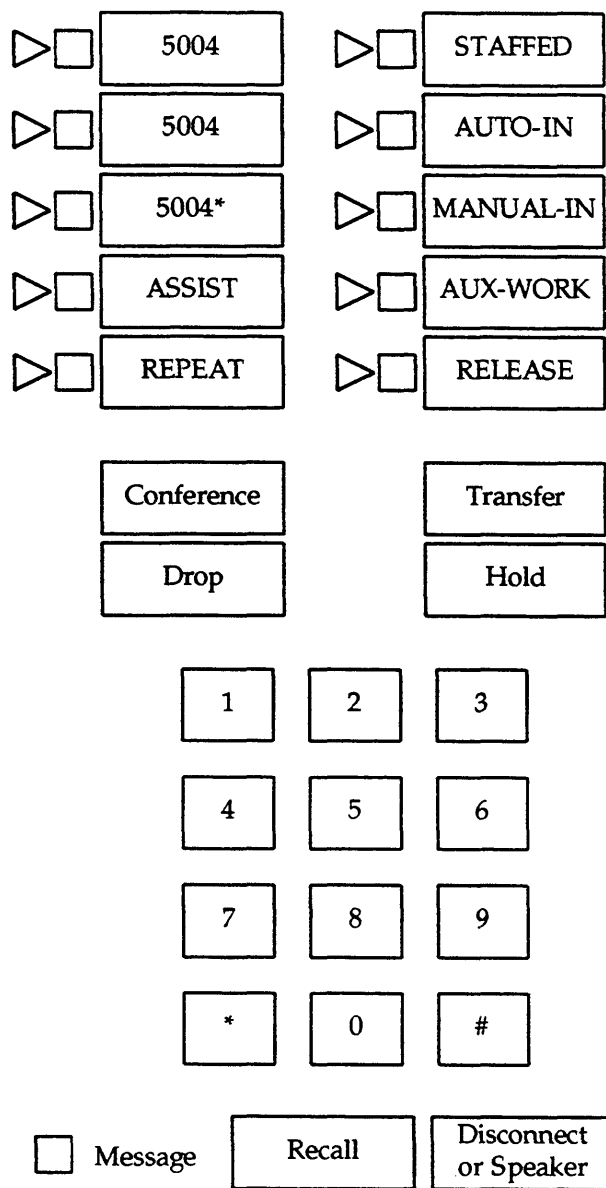 5004 STAFFED
5004 AUTO-IN
5004* MANUAL-IN
ASSIST AUX-WORK
REPEAT RELEASE
Conference Transfer
Drop Hold
1 2 3
4 5 6
7 8 9
* 0 #
Message Recall Disconnect
or Speaker